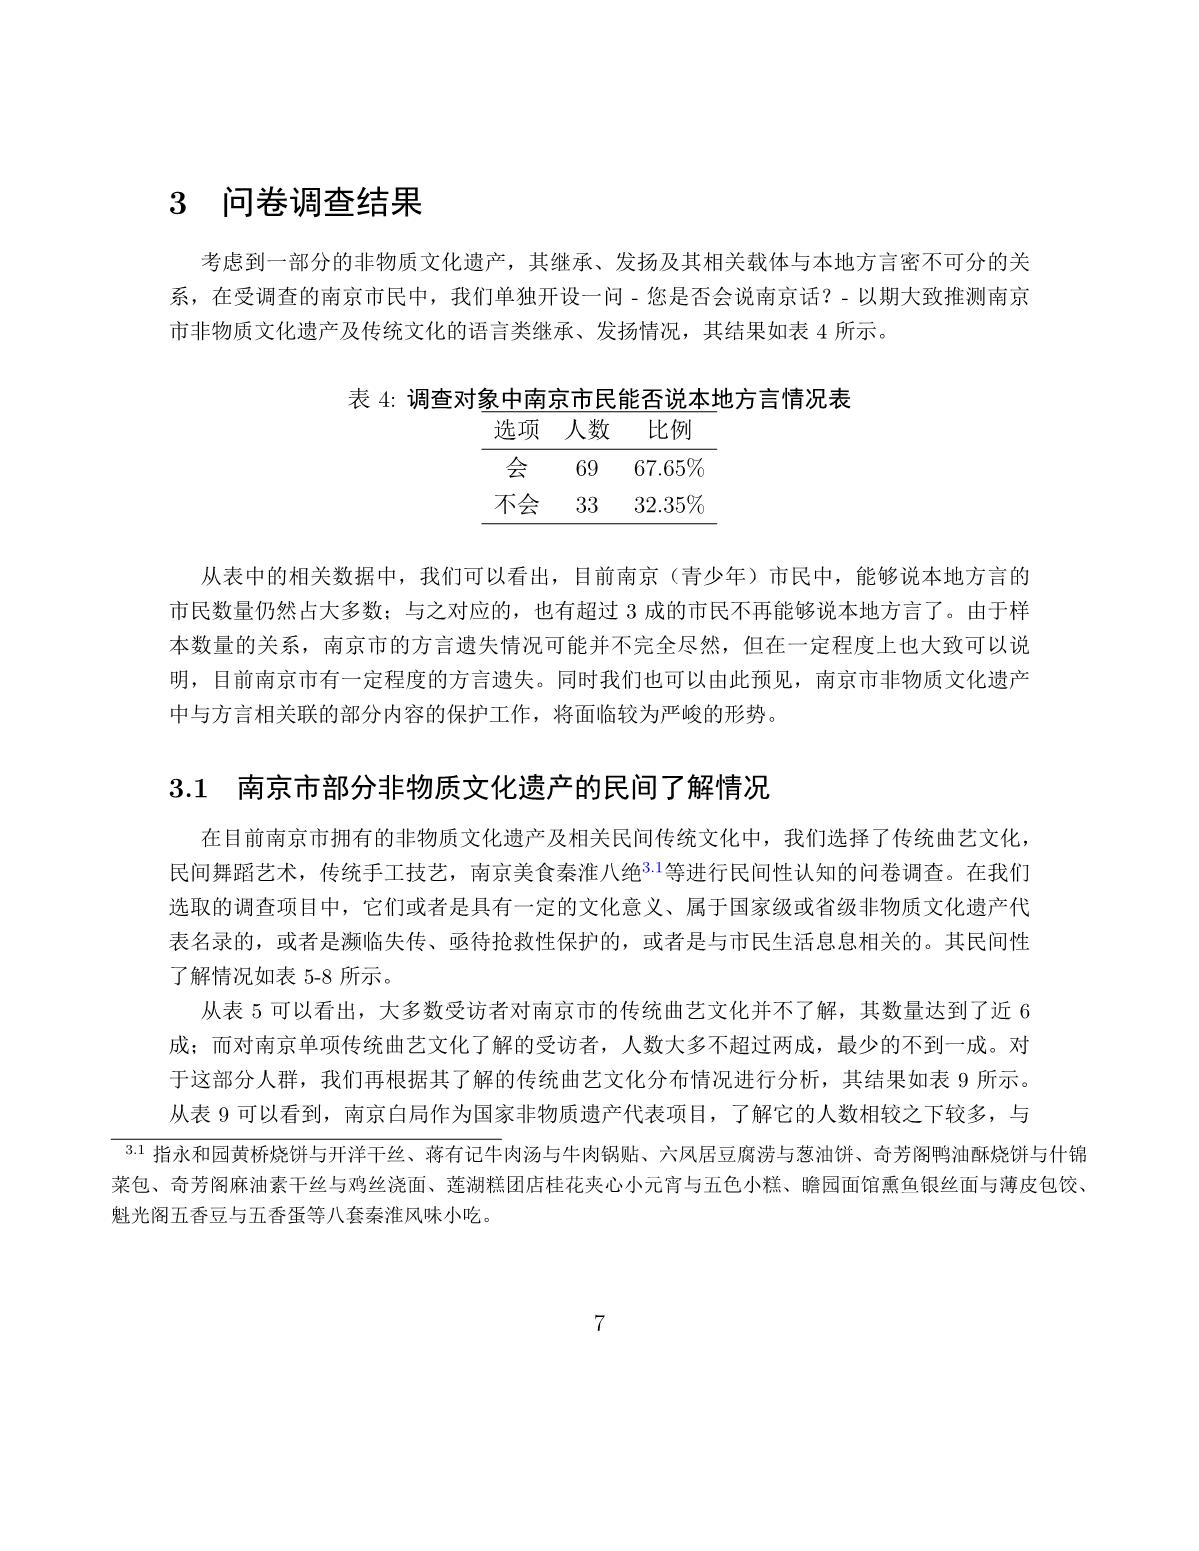 3 问卷调查结果
考虑到一部分的非物质文化遗产，其继承、发扬及其相关载体与本地方言密不可分的关
系，在受调查的南京市民中，我们单独开设一问 - 您是否会说南京话？- 以期大致推测南京
市非物质文化遗产及传统文化的语言类继承、发扬情况，其结果如表 4 所示。
表 4: 调查对象中南京市民能否说本地方言情况表
选项 人数 比例
会 69 67.65%
不会 33 32.35%
从表中的相关数据中，我们可以看出，目前南京（青少年）市民中，能够说本地方言的
市民数量仍然占大多数；与之对应的，也有超过 3 成的市民不再能够说本地方言了。由于样
本数量的关系，南京市的方言遗失情况可能并不完全尽然，但在一定程度上也大致可以说
明，目前南京市有一定程度的方言遗失。同时我们也可以由此预见，南京市非物质文化遗产
中与方言相关联的部分内容的保护工作，将面临较为严峻的形势。
3.1 南京市部分非物质文化遗产的民间了解情况
在目前南京市拥有的非物质文化遗产及相关民间传统文化中，我们选择了传统曲艺文化，
民间舞蹈艺术，传统手工技艺，南京美食秦淮八绝3.1等进行民间性认知的问卷调查。在我们
选取的调查项目中，它们或者是具有一定的文化意义、属于国家级或省级非物质文化遗产代
表名录的，或者是濒临失传、亟待抢救性保护的，或者是与市民生活息息相关的。其民间性
了解情况如表 5-8 所示。
从表 5 可以看出，大多数受访者对南京市的传统曲艺文化并不了解，其数量达到了近 6
成；而对南京单项传统曲艺文化了解的受访者，人数大多不超过两成，最少的不到一成。对
于这部分人群，我们再根据其了解的传统曲艺文化分布情况进行分析，其结果如表 9 所示。
从表 9 可以看到，南京白局作为国家非物质遗产代表项目，了解它的人数相较之下较多，与
3.1 指永和园黄桥烧饼与开洋干丝、蒋有记牛肉汤与牛肉锅贴、六凤居豆腐涝与葱油饼、奇芳阁鸭油酥烧饼与什锦
菜包、奇芳阁麻油素干丝与鸡丝浇面、莲湖糕团店桂花夹心小元宵与五色小糕、瞻园面馆熏鱼银丝面与薄皮包饺、
魁光阁五香豆与五香蛋等八套秦淮风味小吃。
7